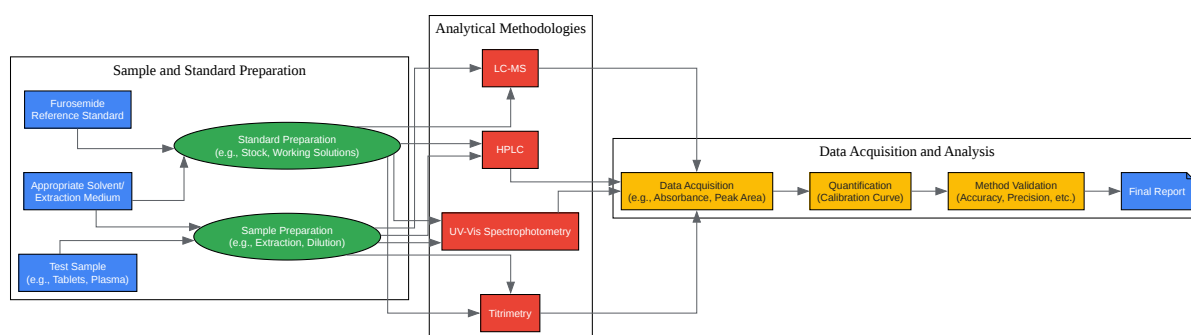 Sample and Standard Preparation
Furosemide
Reference Standard
Appropriate Solvent/
Extraction Medium
Test Sample
(e.g., Tablets, Plasma)
Standard Preparation
(e.g., Stock, Working Solutions)
Sample Preparation
(e.g., Extraction, Dilution)
Analytical Methodologies
LC-MS
HPLC
UV-Vis Spectrophotometry
Titrimetry
Data Acquisition and Analysis
Data Acquisition
(e.g., Absorbance, Peak Area)
Quantification
(Calibration Curve)
Method Validation
(Accuracy, Precision, etc.)
Final Report